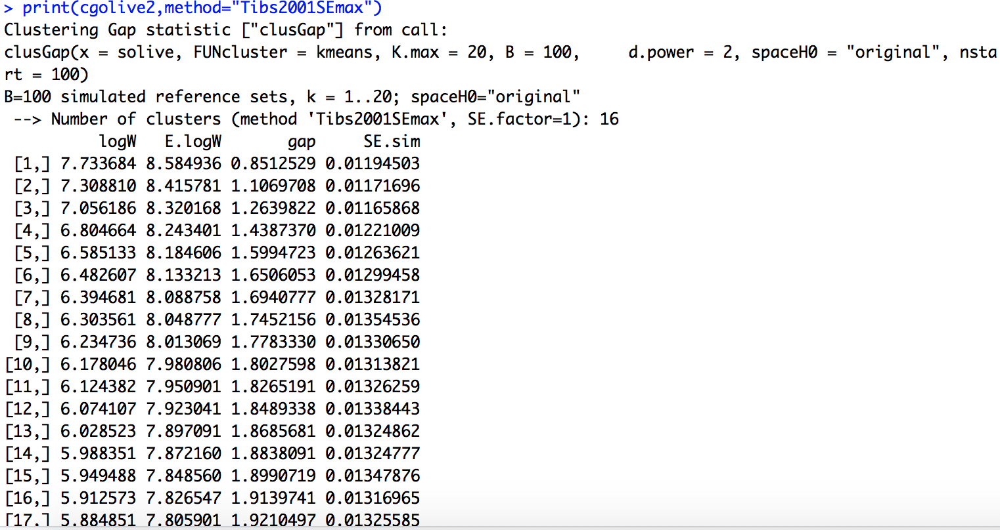 > print(cgolive2,method="Tibs2001SEmax")
Clustering Gap statistic ["clusGap"] from call:
clusGap(x = solive, FUNcluster = kmeans, K.max = 20, B = 100,     d.power = 2, spaceH0 = "original", nsta
rt = 100)
B=100 simulated reference sets, k = 1..20; spaceH0="original"
 --> Number of clusters (method 'Tibs2001SEmax', SE.factor=1): 16
          logW   E.logW       gap     SE.sim
 [1,] 7.733684 8.584936 0.8512529 0.01194503
 [2,] 7.308810 8.415781 1.1069708 0.01171696
 [3,] 7.056186 8.320168 1.2639822 0.01165868
 [4,] 6.804664 8.243401 1.4387370 0.01221009
 [5,] 6.585133 8.184606 1.5994723 0.01263621
 [6,] 6.482607 8.133213 1.6506053 0.01299458
 [7,] 6.394681 8.088758 1.6940777 0.01328171
 [8,] 6.303561 8.048777 1.7452156 0.01354536
 [9,] 6.234736 8.013069 1.7783330 0.01330650
[10,] 6.178046 7.980806 1.8027598 0.01313821
[11,] 6.124382 7.950901 1.8265191 0.01326259
[12,] 6.074107 7.923041 1.8489338 0.01338443
[13,] 6.028523 7.897091 1.8685681 0.01324862
[14,] 5.988351 7.872160 1.8838091 0.01324777
[15,] 5.949488 7.848560 1.8990719 0.01347876
[16,] 5.912573 7.826547 1.9139741 0.01316965
[17,] 5.884851 7.805901 1.9210497 0.01325585